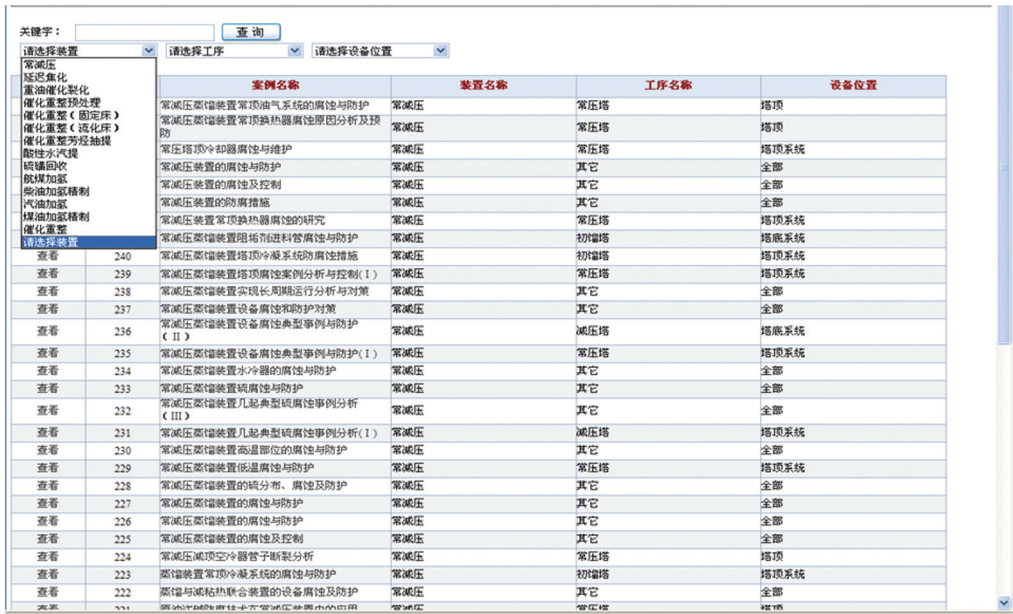 关键字：
查 询
请选择装置 请选择工序 请选择设备位置
常减压
延迟焦化
重油催化裂化
催化重整预处理
催化重整（固定床）
催化重整（流化床）
催化重整芳烃抽提
酸性水汽提
硫磺回收
航煤加氢
柴油加氢精制
汽油加氢
煤油加氢精制
催化重整
请选择装置
案例名称 装置名称 工序名称 设备位置
常减压蒸馏装置常顶油气系统的腐蚀与防护 常减压 常压塔 塔顶
常减压蒸馏装置常顶换热器腐蚀原因分析及预
防 常减压 常压塔 塔顶
常压塔顶冷却器腐蚀与维护 常减压 常压塔 塔顶系统
常减压装置的腐蚀与防护 常减压 其它 全部
常减压装置的腐蚀及控制 常减压 其它 全部
常减压装置的防腐措施 常减压 其它 全部
常减压装置常顶换热器腐蚀的研究 常减压 常压塔 塔顶系统
常减压蒸馏装置阻垢剂进料管腐蚀与防护 常减压 初馏塔 塔底系统
查看 240 常减压蒸馏装置塔顶冷凝系统防腐蚀措施 常减压 初馏塔 塔顶系统
查看 239 常减压蒸馏装置塔顶腐蚀案例分析与控制(Ⅰ) 常减压 常压塔 塔顶系统
查看 238 常减压蒸馏装置实现长周期运行分析与对策 常减压 其它 全部
查看 237 常减压蒸馏装置设备腐蚀和防护对策 常减压 其它 全部
查看 236 常减压蒸馏装置设备腐蚀典型事例与防护
（Ⅱ） 常减压 减压塔 塔底系统
查看 235 常减压蒸馏装置设备腐蚀典型事例与防护(Ⅰ) 常减压 常压塔 塔顶系统
查看 234 常减压蒸馏装置水冷器的腐蚀与防护 常减压 其它 全部
查看 233 常减压蒸馏装置硫腐蚀与防护 常减压 其它 全部
查看 232 常减压蒸馏装置几起典型硫腐蚀事例分析
（Ⅲ） 常减压 其它 全部
查看 231 常减压蒸馏装置几起典型硫腐蚀事例分析(Ⅰ) 常减压 减压塔 塔顶系统
查看 230 常减压蒸馏装置高温部位的腐蚀与防护 常减压 其它 全部
查看 229 常减压蒸馏装置低温腐蚀与防护 常减压 常压塔 塔顶系统
查看 228 常减压蒸馏装置的硫分布、腐蚀及防护 常减压 其它 全部
查看 227 常减压蒸馏装置的腐蚀与防护 常减压 其它 全部
查看 226 常减压蒸馏装置的腐蚀与防护 常减压 其它 全部
查看 225 常减压蒸馏装置的腐蚀及控制 常减压 其它 全部
查看 224 常减压减顶空冷器管子断裂分析 常减压 常压塔 塔顶
查看 223 蒸馏装置常顶冷凝系统的腐蚀与防护 常减压 初馏塔 塔顶系统
查看 222 蒸馏与减粘热联合装置的设备腐蚀及防护 常减压 其它 全部
查看 221 原油注碱防腐技术在常减压装置中的应用 常减压 常压塔 塔顶